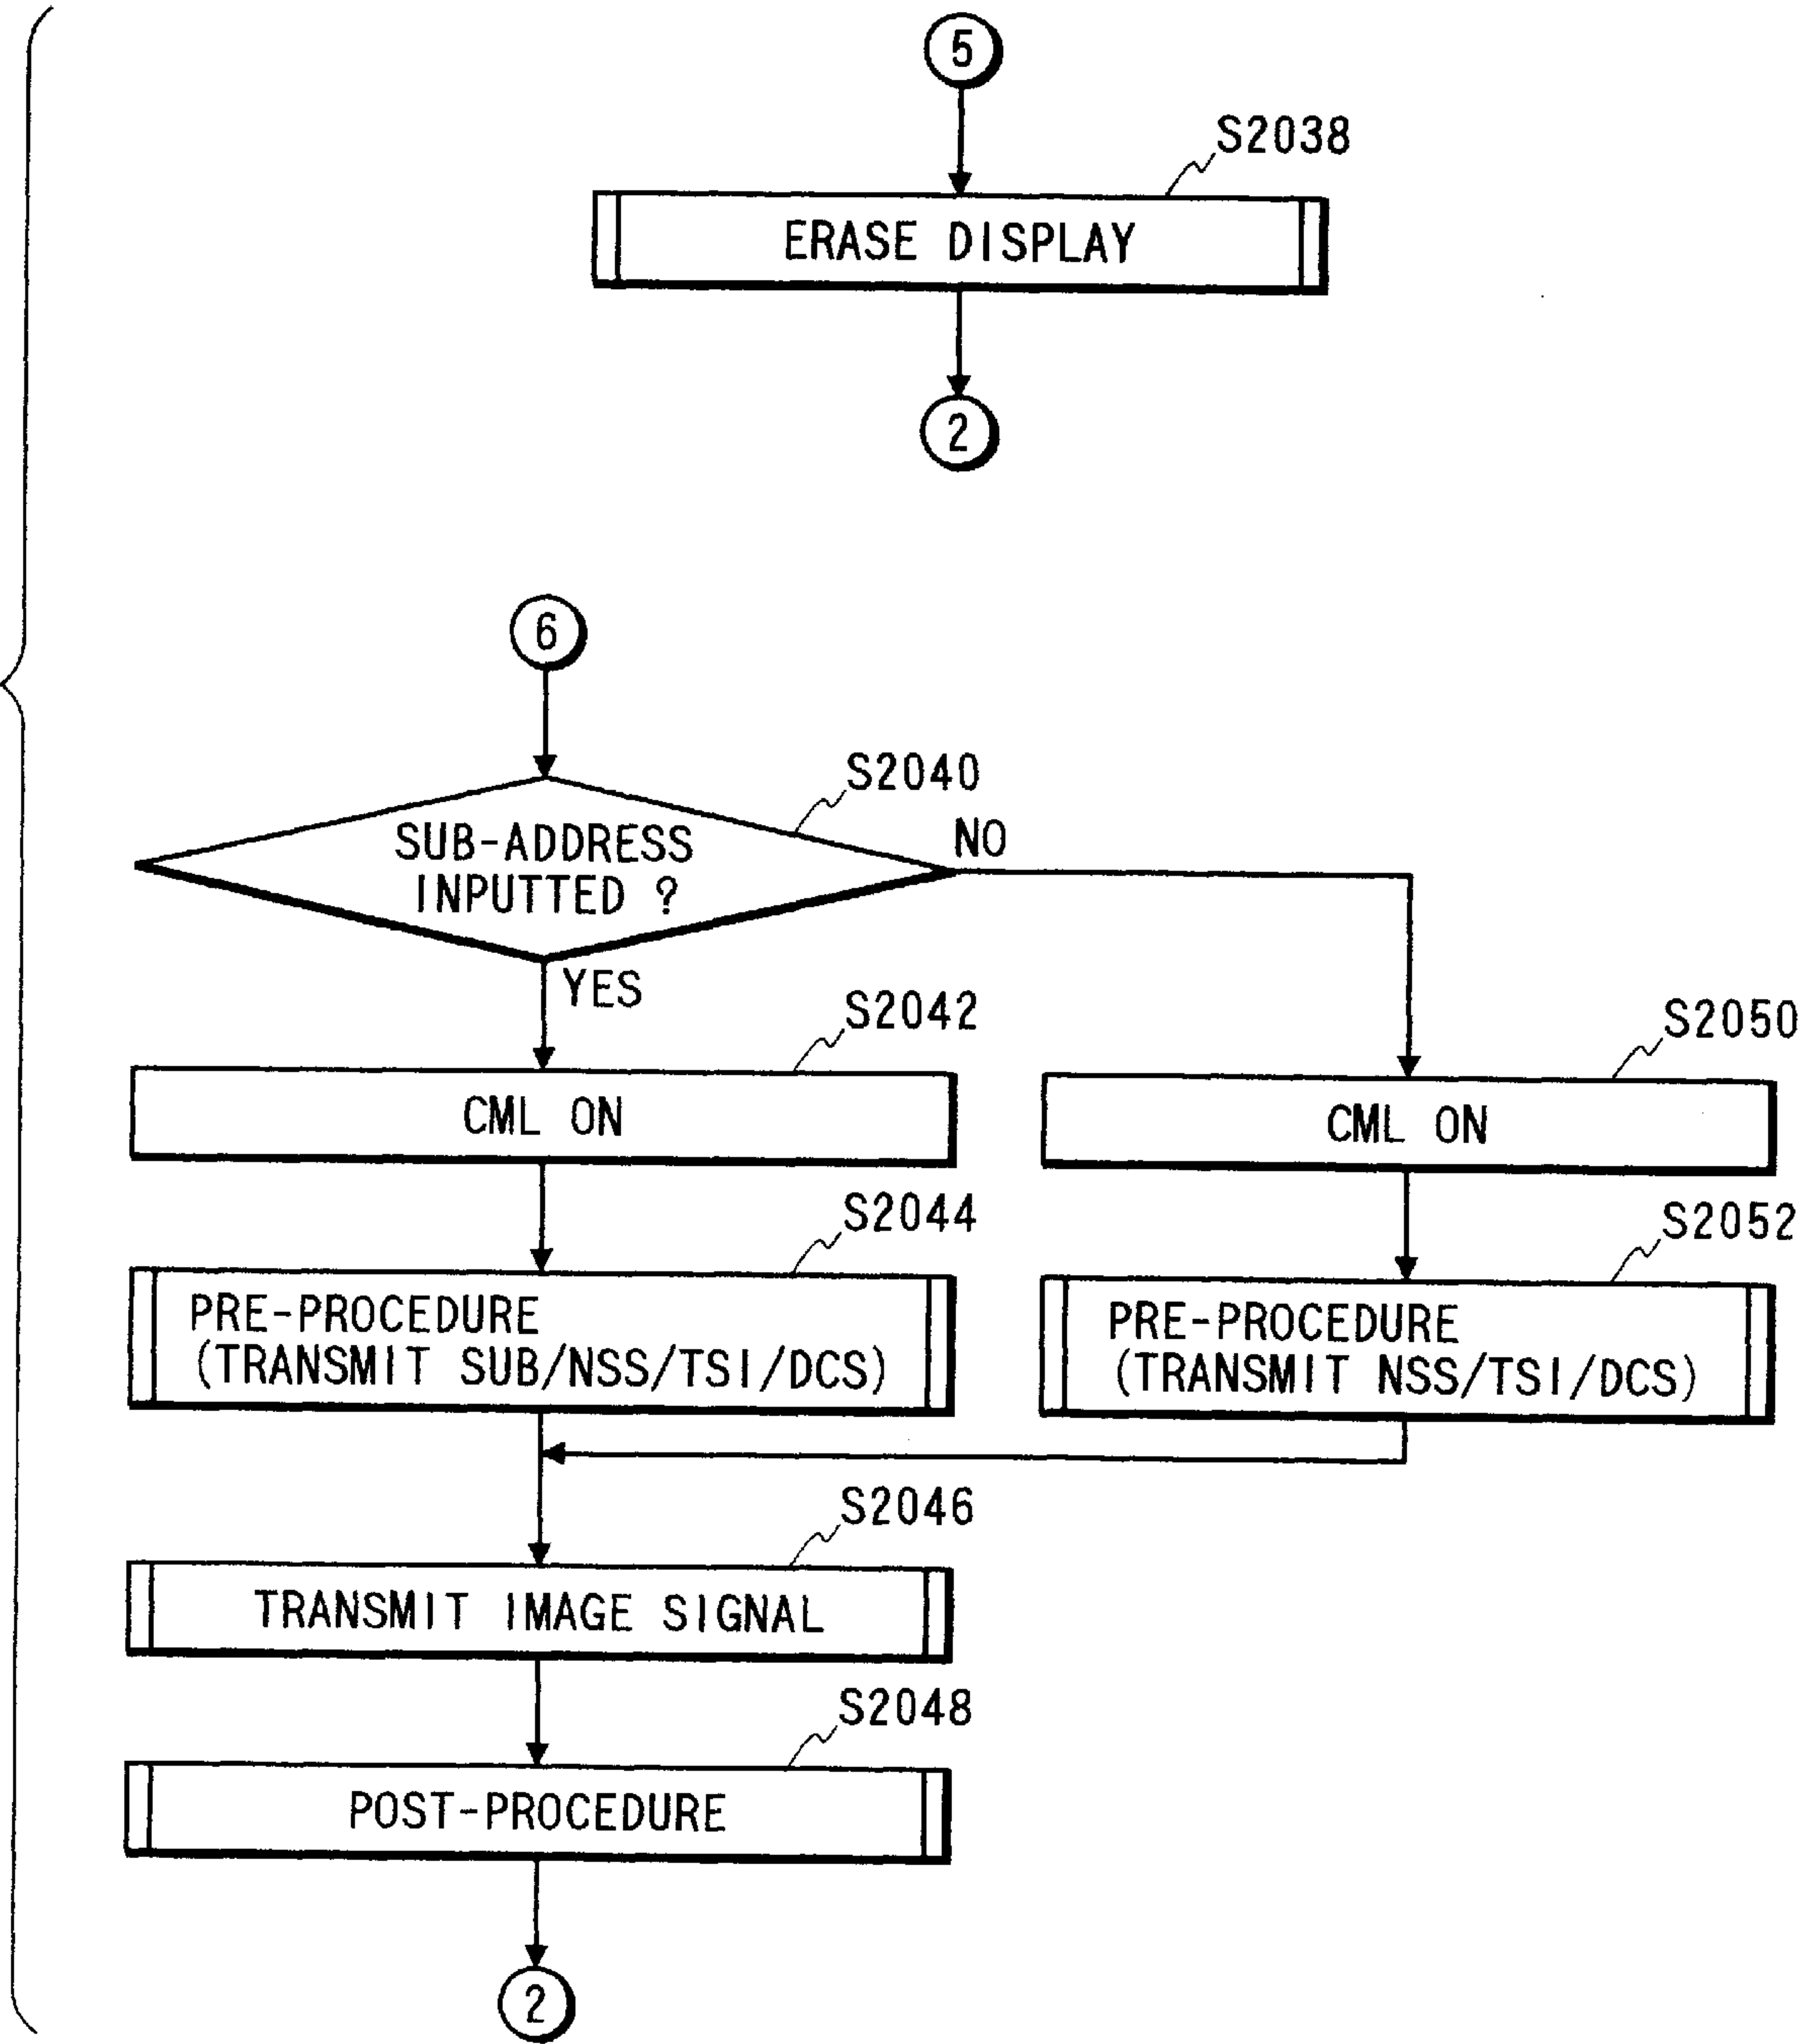 5
S2038
ERASE DISPLAY
2
6
S2040
SUB-ADDRESS
INPUTTED ?
NO
YES
S2042
CML ON
S2050
CML ON
S2044
PRE-PROCEDURE
(TRANSMIT SUB/NSS/TSI/DCS)
S2052
PRE-PROCEDURE
(TRANSMIT NSS/TSI/DCS)
S2046
TRANSMIT IMAGE SIGNAL
S2048
POST-PROCEDURE
2